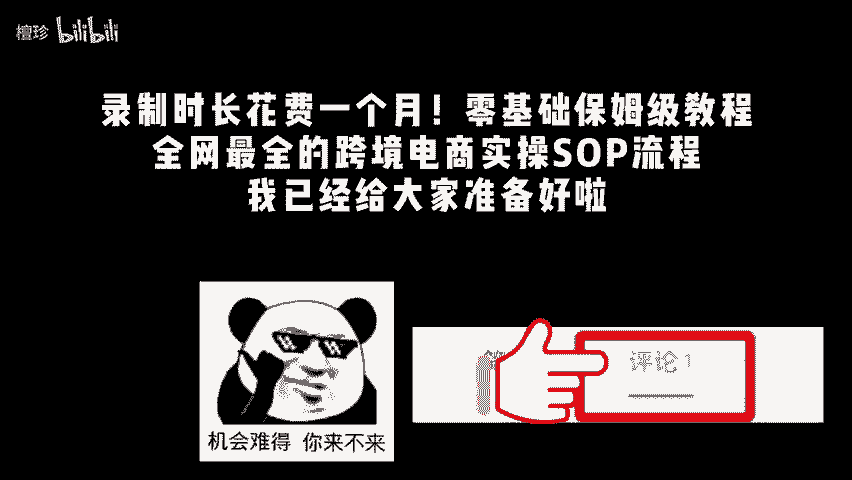 檀珍 bilibili
录制时长花费一个月！零基础保姆级教程
全网最全的跨境电商实操SOP流程
我已经给大家准备好啦
机会难得 你来不来
评论 1